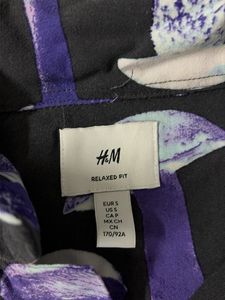 H&M
RELAXED FIT
EUR S
US S
CA P
MX CH
CN
170/92A